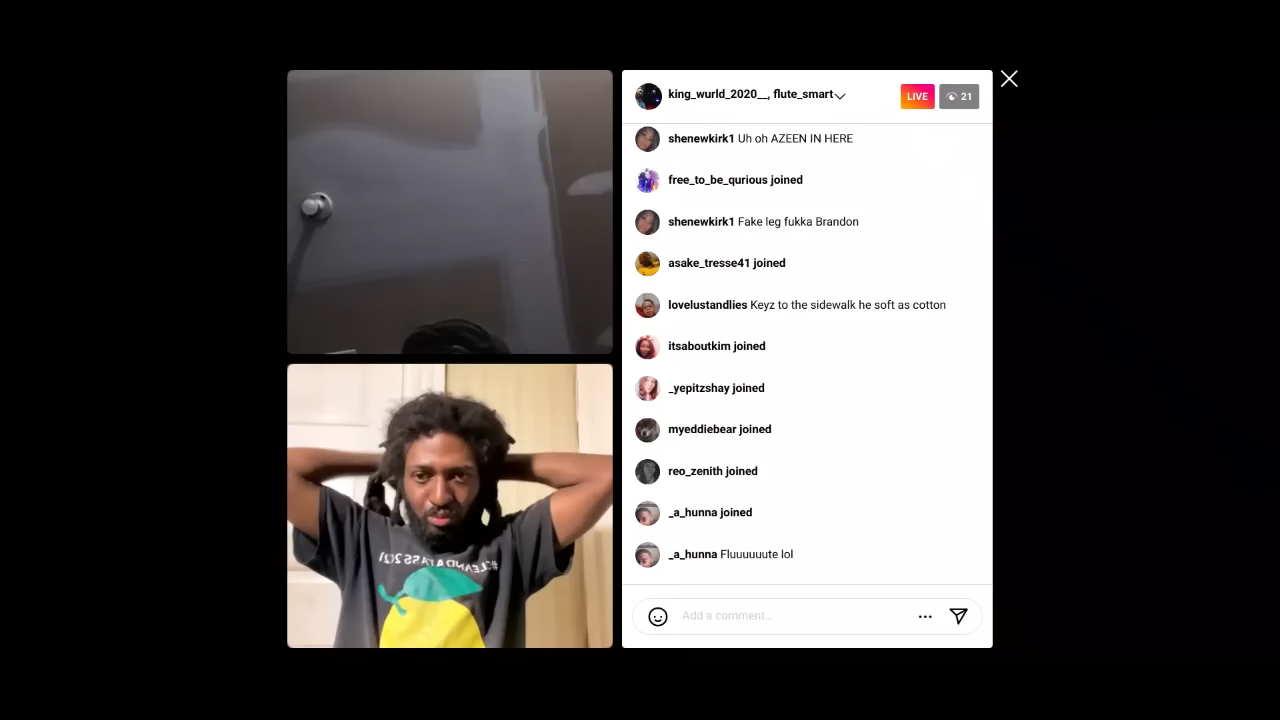 king_wurld_2020__, flute_smart
LIVE
21
shenewkirk1 Uh oh AZEEN IN HERE
free_to_be_qurious joined
shenewkirk1 Fake leg fukka Brandon
asake_tresse41 joined
lovelustandlies Keyz to the sidewalk he soft as cotton
itsaboutkim joined
_yepitzshay joined
myeddiebear joined
reo_zenith joined
_a_hunna joined
_a_hunna Fluuuuuute lol
Add a comment...
#CLEANDATASS2021